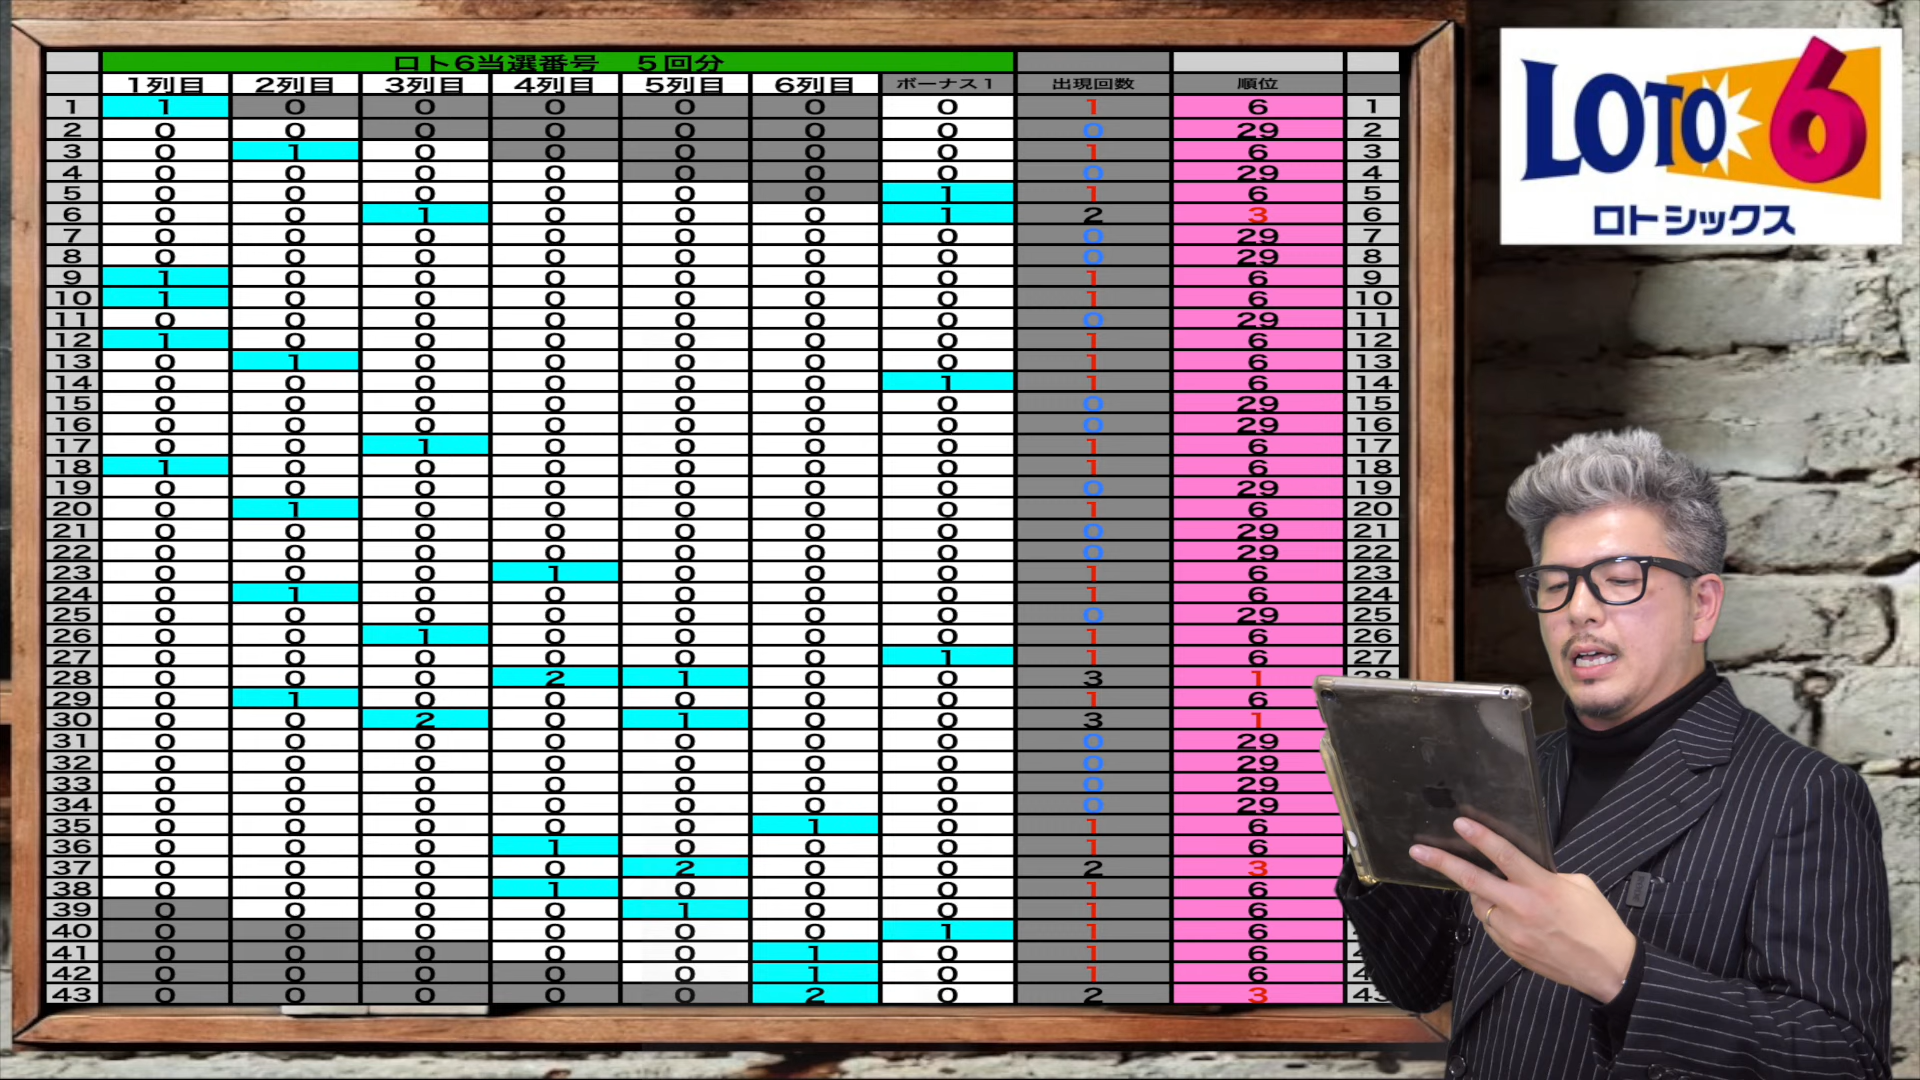 ロト6当選番号　5回分
1列目 2列目 3列目 4列目 5列目 6列目 ボーナス1 出現回数 順位
1 1 0 0 0 0 0 0 1 6 1
2 0 0 0 0 0 0 0 0 29 2
3 0 1 0 0 0 0 0 1 6 3
4 0 0 0 0 0 0 0 0 29 4
5 0 0 0 0 0 0 1 1 6 5
6 0 0 1 0 0 0 1 2 3 6
7 0 0 0 0 0 0 0 0 29 7
8 0 0 0 0 0 0 0 0 29 8
9 1 0 0 0 0 0 0 1 6 9
10 1 0 0 0 0 0 0 1 6 10
11 0 0 0 0 0 0 0 0 29 11
12 1 0 0 0 0 0 0 1 6 12
13 0 1 0 0 0 0 0 1 6 13
14 0 0 0 0 0 0 1 1 6 14
15 0 0 0 0 0 0 0 0 29 15
16 0 0 0 0 0 0 0 0 29 16
17 0 0 1 0 0 0 0 1 6 17
18 1 0 0 0 0 0 0 1 6 18
19 0 0 0 0 0 0 0 0 29 19
20 0 1 0 0 0 0 0 1 6 20
21 0 0 0 0 0 0 0 0 29 21
22 0 0 0 0 0 0 0 0 29 22
23 0 0 0 1 0 0 0 1 6 23
24 0 1 0 0 0 0 0 1 6 24
25 0 0 0 0 0 0 0 0 29 25
26 0 0 1 0 0 0 0 1 6 26
27 0 0 0 0 0 0 1 1 6 27
28 0 0 0 2 1 0 0 3 1 28
29 0 1 0 0 0 0 0 1 6
30 0 0 2 0 1 0 0 3 1
31 0 0 0 0 0 0 0 0 29
32 0 0 0 0 0 0 0 0 29
33 0 0 0 0 0 0 0 0 29
34 0 0 0 0 0 0 0 0 29
35 0 0 0 0 0 1 0 1 6
36 0 0 0 1 0 0 0 1 6
37 0 0 0 0 2 0 0 2 3
38 0 0 0 1 0 0 0 1 6
39 0 0 0 0 1 0 0 1 6
40 0 0 0 0 0 0 1 1 6
41 0 0 0 0 0 1 0 1 6
42 0 0 0 0 0 1 0 1 6
43 0 0 0 0 0 2 0 2 3 43
LOTO 6
ロトシックス